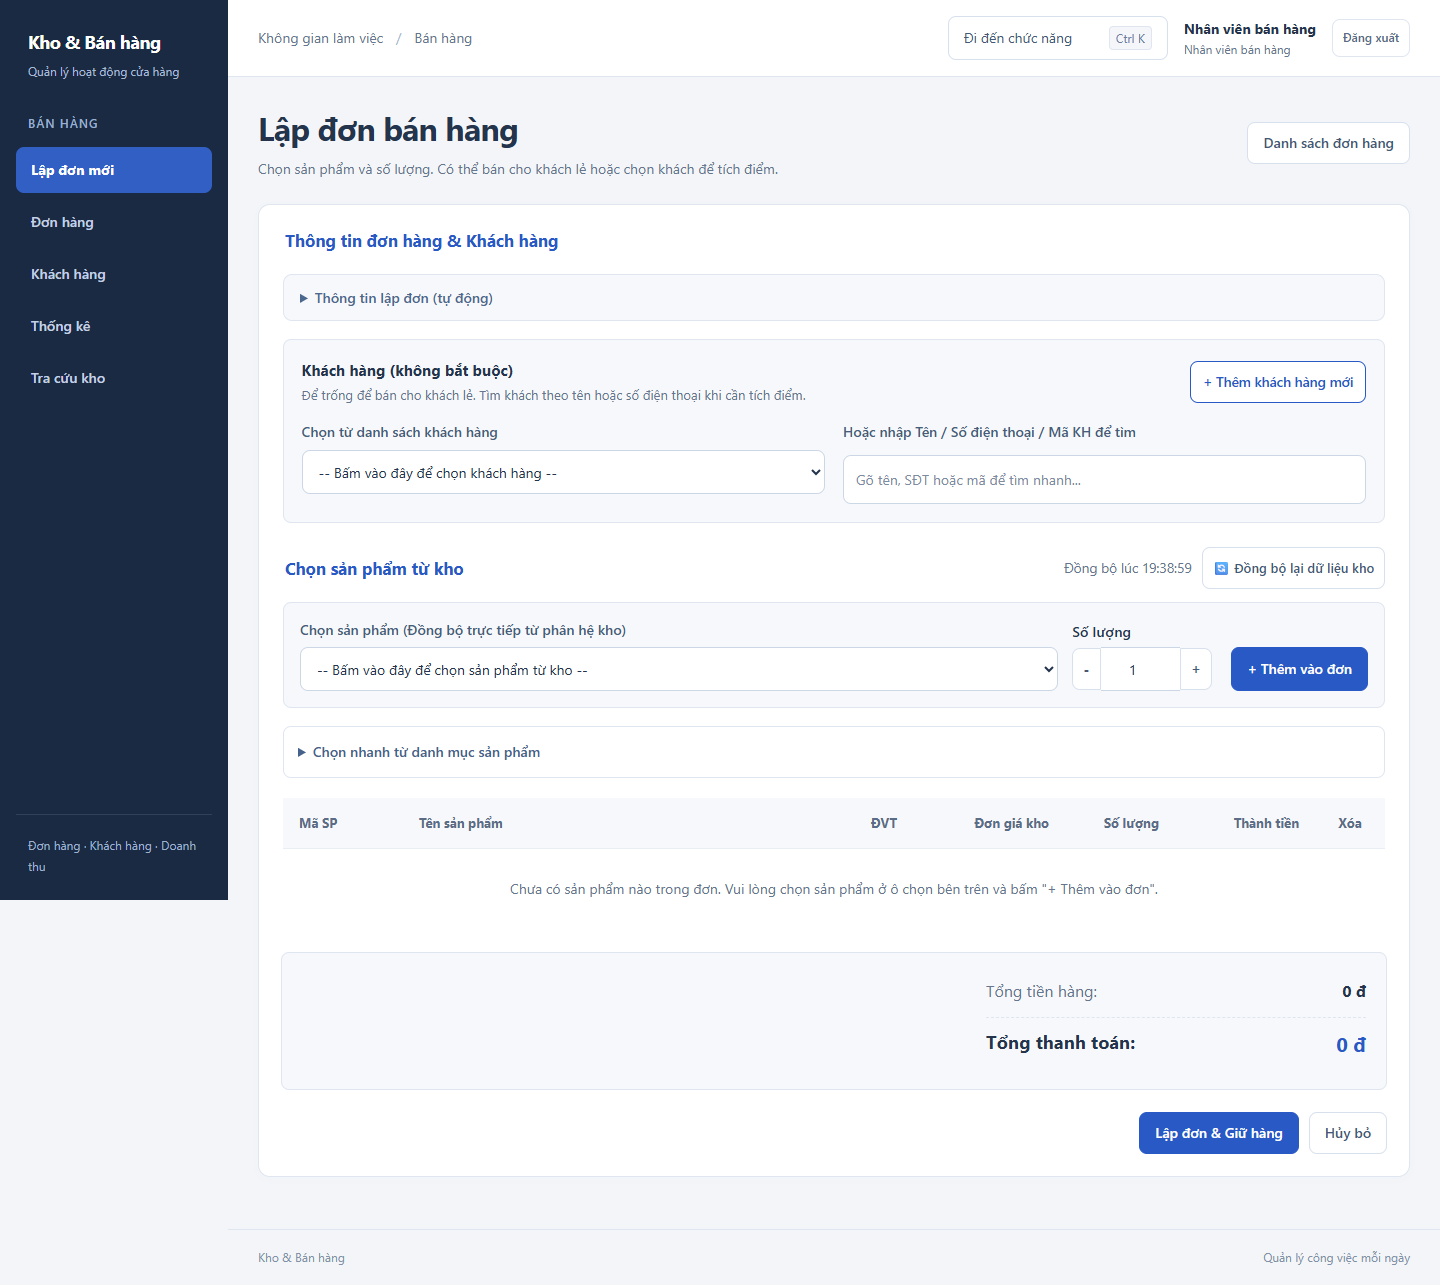 Kho & Bán hàng
Quản lý hoạt động cửa hàng
BÁN HÀNG
Lập đơn mới
Đơn hàng
Khách hàng
Thống kê
Tra cứu kho
Đơn hàng · Khách hàng · Doanh
thu
Không gian làm việc / Bán hàng
Đi đến chức năng Ctrl K
Nhân viên bán hàng
Nhân viên bán hàng
Đăng xuất
Lập đơn bán hàng
Chọn sản phẩm và số lượng. Có thể bán cho khách lẻ hoặc chọn khách để tích điểm.
Danh sách đơn hàng
Thông tin đơn hàng & Khách hàng
▶ Thông tin lập đơn (tự động)
Khách hàng (không bắt buộc)
Để trống để bán cho khách lẻ. Tìm khách theo tên hoặc số điện thoại khi cần tích điểm.
+ Thêm khách hàng mới
Chọn từ danh sách khách hàng
-- Bấm vào đây để chọn khách hàng --
Hoặc nhập Tên / Số điện thoại / Mã KH để tìm
Gõ tên, SĐT hoặc mã để tìm nhanh...
Chọn sản phẩm từ kho
Đồng bộ lúc 19:38:59
🔄 Đồng bộ lại dữ liệu kho
Chọn sản phẩm (Đồng bộ trực tiếp từ phân hệ kho)
-- Bấm vào đây để chọn sản phẩm từ kho --
Số lượng
- 1 +
+ Thêm vào đơn
▶ Chọn nhanh từ danh mục sản phẩm
Mã SP Tên sản phẩm ĐVT Đơn giá kho Số lượng Thành tiền Xóa
Chưa có sản phẩm nào trong đơn. Vui lòng chọn sản phẩm ở ô chọn bên trên và bấm "+ Thêm vào đơn".
Tổng tiền hàng: 0 đ
Tổng thanh toán: 0 đ
Lập đơn & Giữ hàng
Hủy bỏ
Kho & Bán hàng
Quản lý công việc mỗi ngày